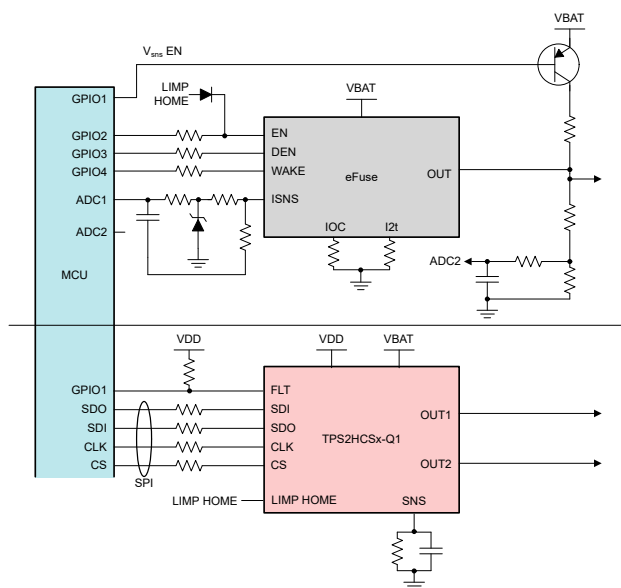 VBAT
Vsns EN
GPIO1
LIMP
HOME
VBAT
GPIO2
EN
GPIO3
DEN
GPIO4
WAKE
eFuse
OUT
ADC1
ISNS
ADC2
IOC
I2t
ADC2
MCU
VDD
VDD
VBAT
GPIO1
FLT
SDO
SDI
OUT1
SDI
SDO
TPS2HCSx-Q1
CLK
CLK
CS
CS
OUT2
SPI
LIMP HOME
LIMP HOME
SNS